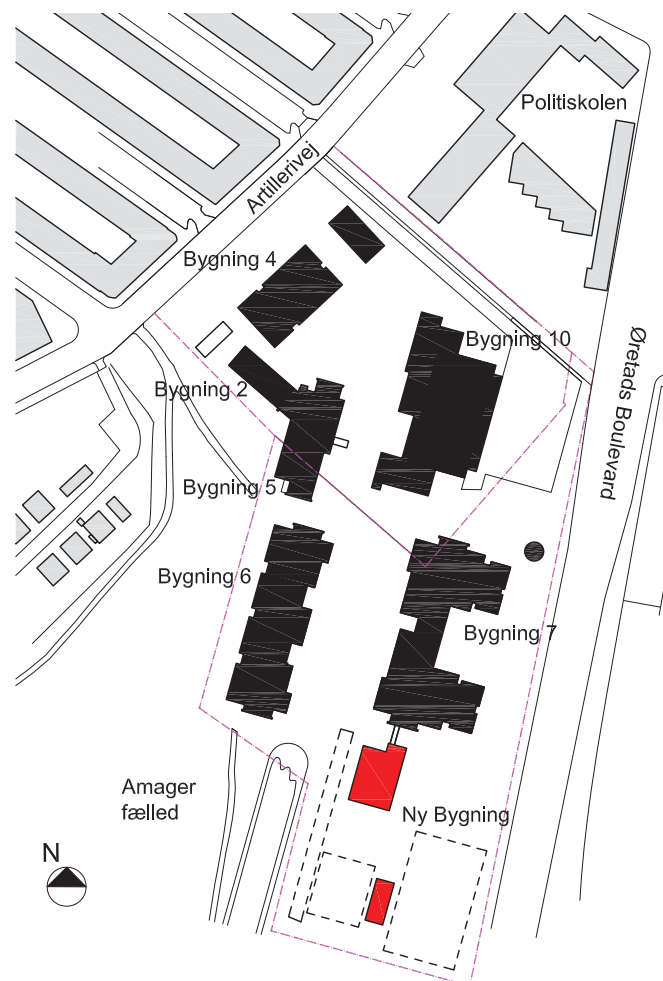 Politiskolen
Artillerivej
Bygning 4
Bygning 10
Øretads Boulevard
Bygning 2
Bygning 5
Bygning 6
Bygning 7
Amager
fælled
Ny Bygning
N